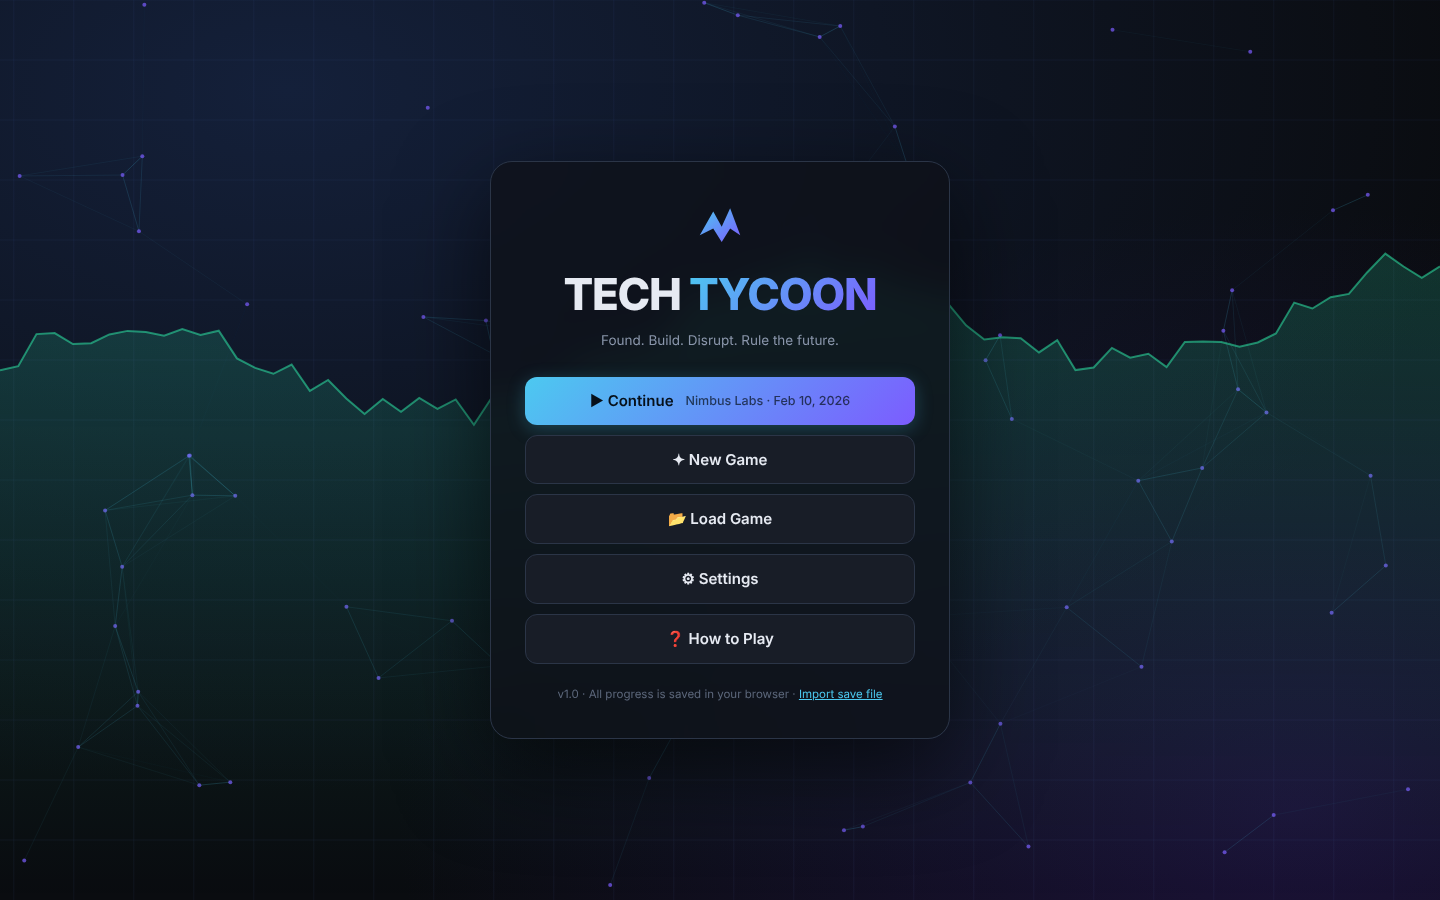 TECH TYCOON
Found. Build. Disrupt. Rule the future.
▶ Continue Nimbus Labs · Feb 10, 2026
✦ New Game
📂 Load Game
⚙ Settings
❓ How to Play
v1.0 · All progress is saved in your browser · Import save file